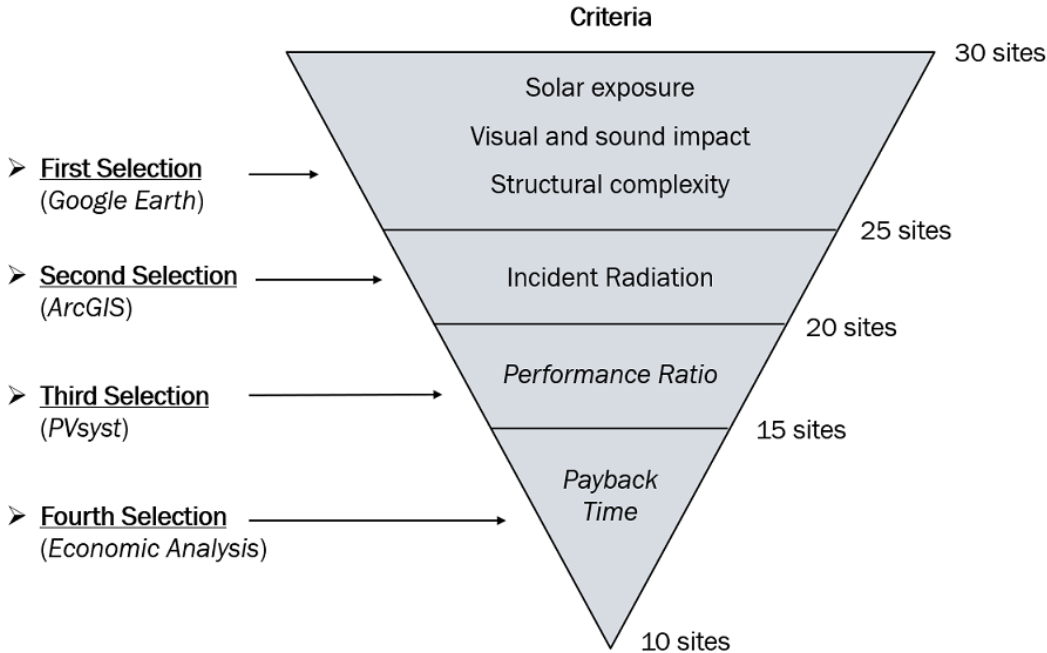 Criteria
30 sites
Solar exposure
Visual and sound impact
Structural complexity
➢ First Selection
(Google Earth)
25 sites
➢ Second Selection
(ArcGIS)
Incident Radiation
20 sites
➢ Third Selection
(PVsyst)
Performance Ratio
15 sites
➢ Fourth Selection
(Economic Analysis)
Payback
Time
10 sites